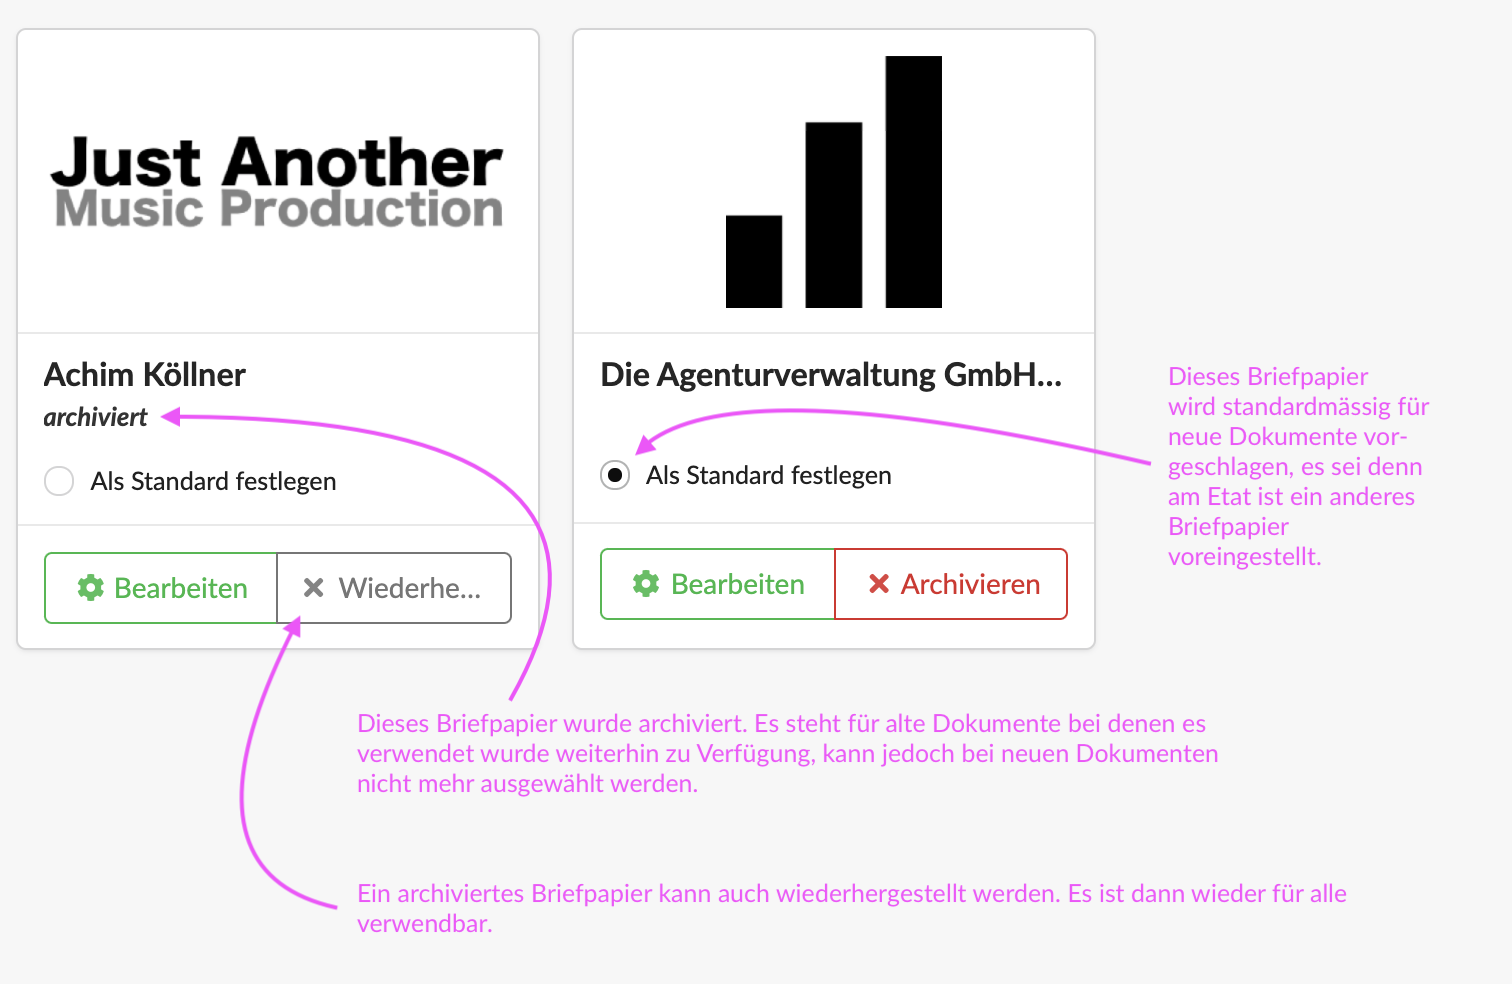 Just Another
Music Production
Achim Köllner
archiviert
Als Standard festlegen
Bearbeiten
Wiederhe...
Die Agenturverwaltung GmbH...
Als Standard festlegen
Bearbeiten
Archivieren
Dieses Briefpapier
wird standardmässig für
neue Dokumente vor-
geschlagen, es sei denn
am Etat ist ein anderes
Briefpapier
voreingestellt.
Dieses Briefpapier wurde archiviert. Es steht für alte Dokumente bei denen es
verwendet wurde weiterhin zu Verfügung, kann jedoch bei neuen Dokumenten
nicht mehr ausgewählt werden.
Ein archiviertes Briefpapier kann auch wiederhergestellt werden. Es ist dann wieder für alle
verwendbar.